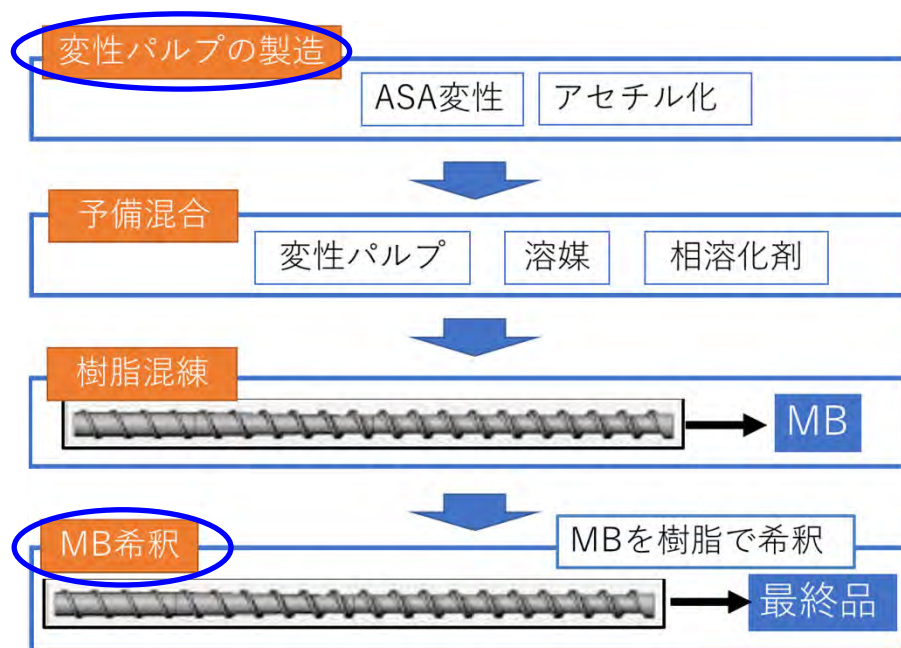 変性パルプの製造
ASA変性
アセチル化
予備混合
変性パルプ
溶媒
相溶化剤
樹脂混練
MB
MB希釈
MBを樹脂で希釈
最終品